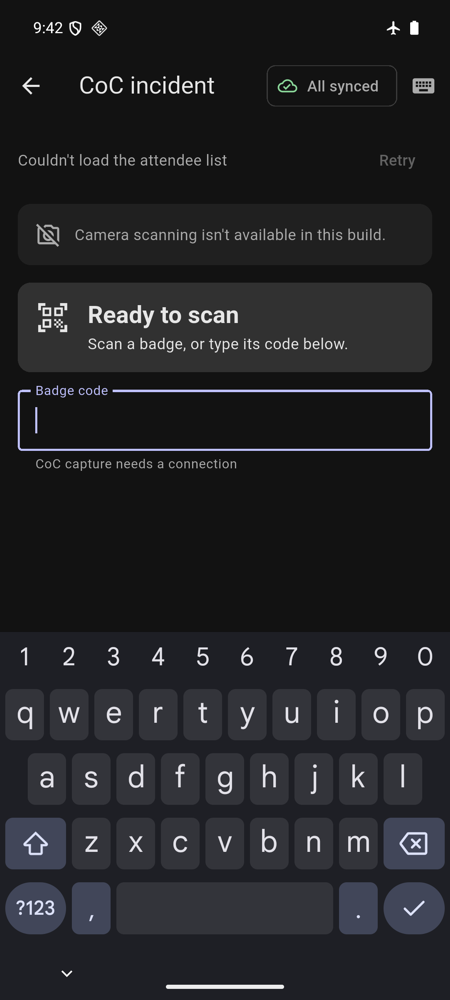 9:42
CoC incident
All synced
Couldn't load the attendee list
Retry
Camera scanning isn't available in this build.
Ready to scan
Scan a badge, or type its code below.
Badge code
CoC capture needs a connection
1 2 3 4 5 6 7 8 9 0
q w e r t y u i o p
a s d f g h j k l
z x c v b n m
?123 , .